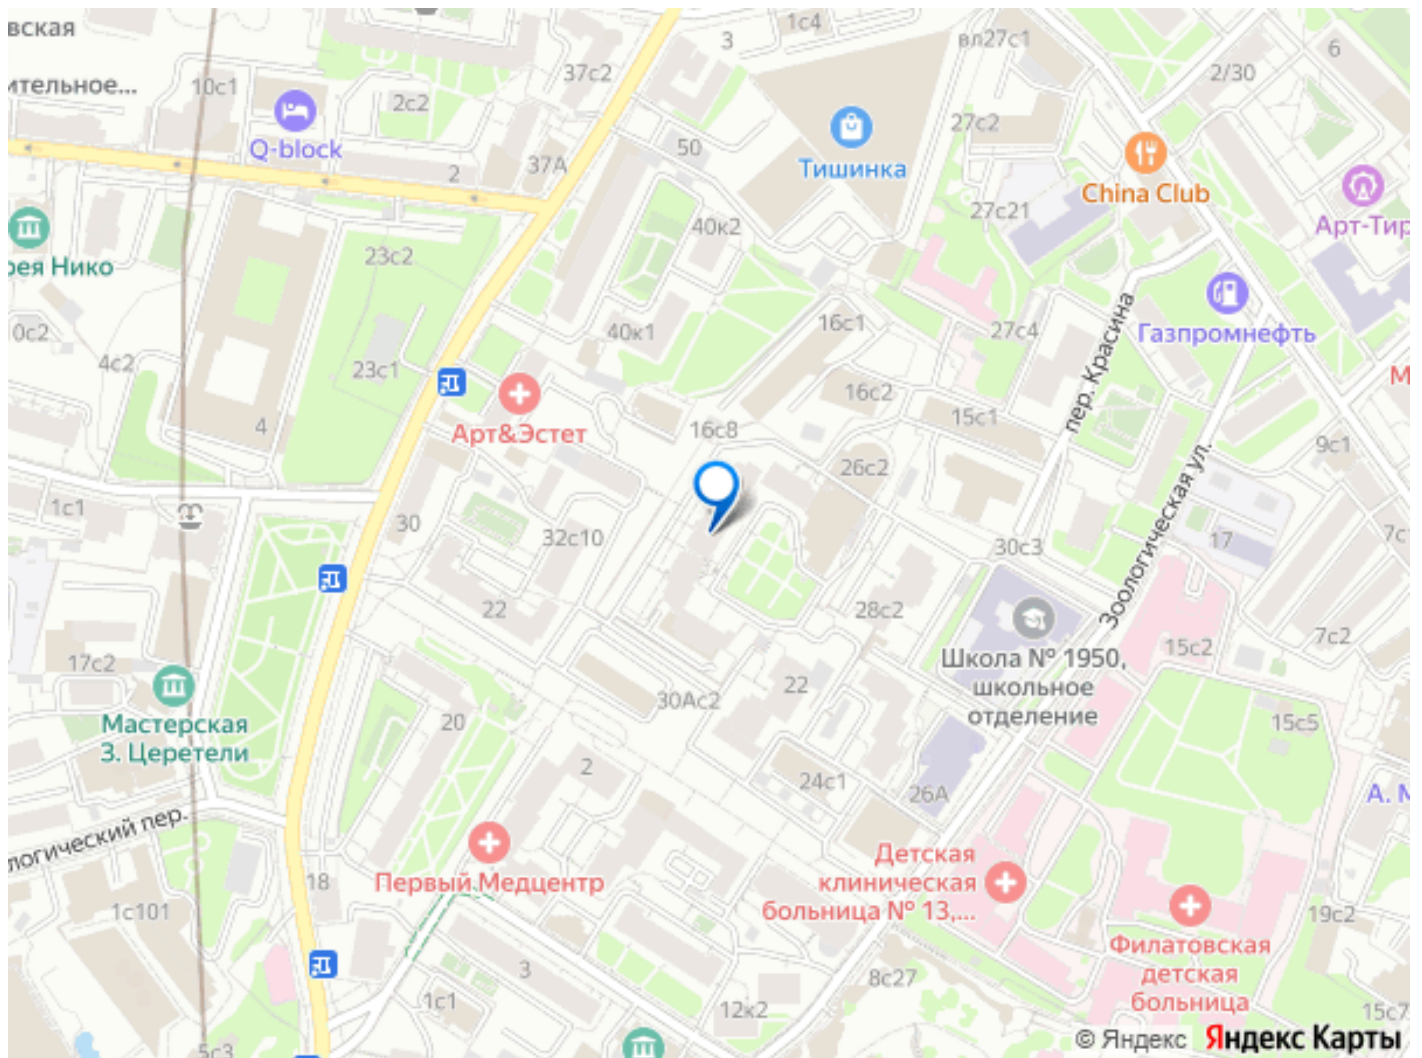 вская
1с4
3
вл27с1
6
37с2
2/30
ительное...
10с1
2с2
27с2
Q-block
50
Тишинка
37А
2
China Club
27с21
40к2
Арт-Тир
23с2
рея Нико
0с2
40к1
16с1
27с4
Газпромнефть
пер. Красина
4с2
23с1
М
16с2
15с1
4
Арт&Эстет
16с8
9с1
26с2
1с1
30
32с10
30с3
17
7с1
Зоологическая ул.
22
28с2
7с2
17с2
Школа № 1950,
школьное
отделение
15с2
22
30Ас2
Мастерская
З. Церетели
20
15с5
2
24с1
26А
А. М
логический пер.
18
Первый Медцентр
Детская
клиническая
больница № 13,...
1с101
19с2
Филатовская
детская
больница
3
8с27
1с1
12к2
15с7
5с3
© Яндекс Яндекс Карты